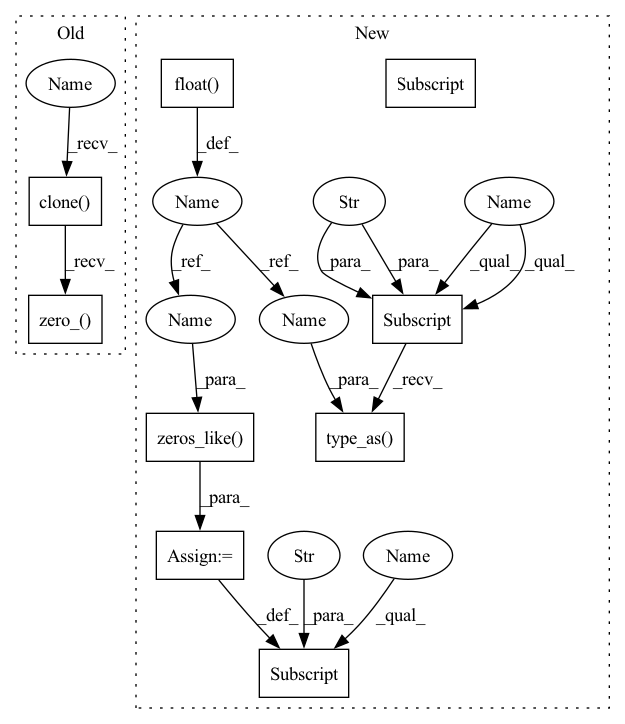 Old
New
Name
float()
Subscript
_recv_
_def_
clone()
Name
Str
Name
_recv_
_ref_
_ref_
_para_
_para_
_qual_
_qual_
zero_()
Name
Name
Subscript
_para_
_para_
_recv_
zeros_like()
type_as()
_para_
Assign:=
Str
Name
_def_
_para_
_qual_
Subscript